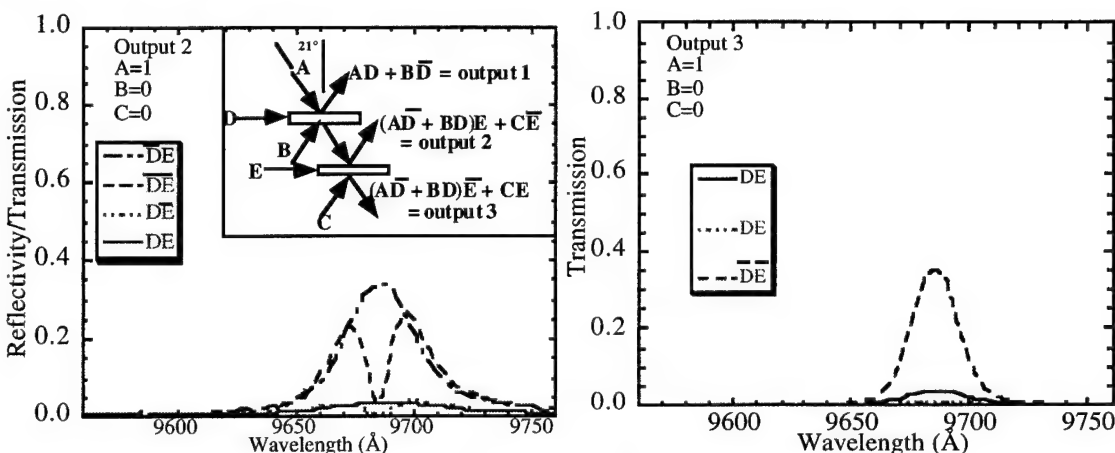 Output 2
A=1
B=0
C=0
D̅E
D̅E̅
DE̅
DE
1.0
0.8
0.6
0.4
0.2
0.0
Reflectivity/Transmission
9600
9650
9700
9750
Wavelength (Å)
21°
A
AD + BD̅ = output 1
D
B
(AD̅ + BD)E + CE̅
= output 2
E
(AD̅ + BD)E̅ + CE
= output 3
C
Output 3
A=1
B=0
C=0
DE
DE
D̅E̅
1.0
0.8
0.6
0.4
0.2
0.0
Transmission
9600
9650
9700
9750
Wavelength (Å)